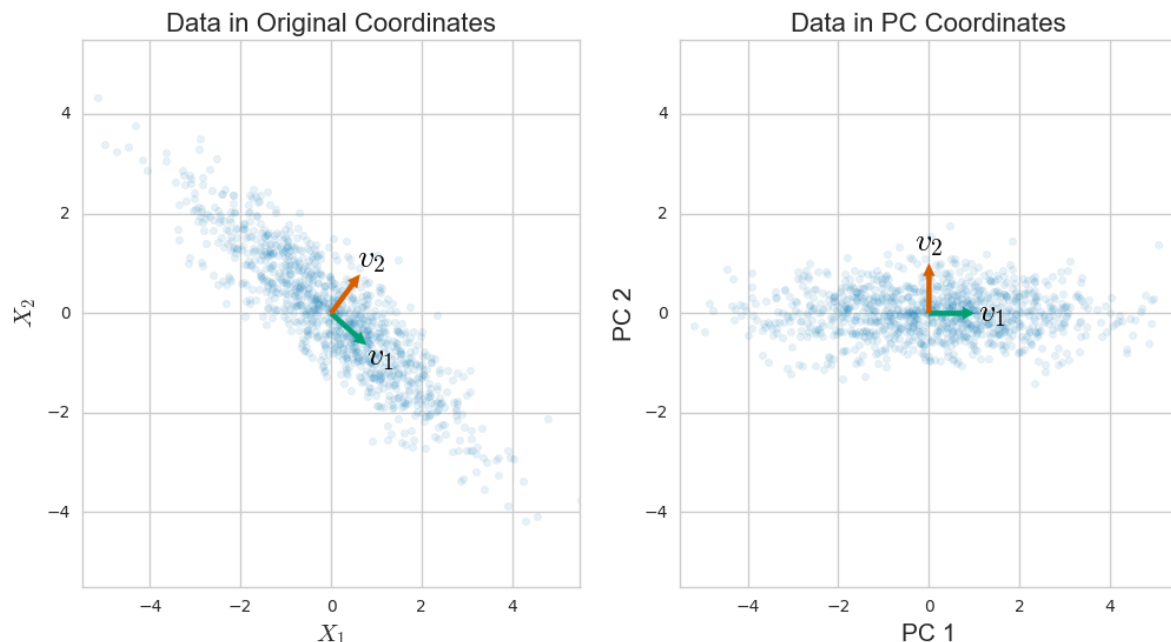 Data in Original Coordinates
4
2
0
−2
−4
X₂
v₂
v₁
−4 −2 0 2 4
X₁
Data in PC Coordinates
4
2
0
−2
−4
PC 2
v₂
v₁
−4 −2 0 2 4
PC 1